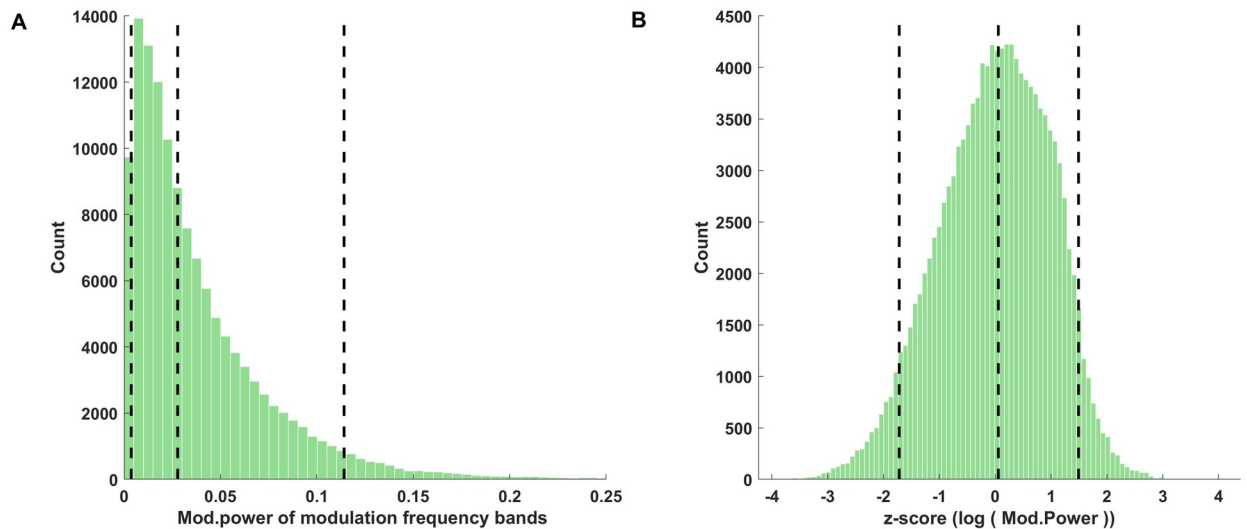 A
14000
12000
10000
8000
6000
4000
2000
0
Count
0 0.05 0.1 0.15 0.2 0.25
Mod.power of modulation frequency bands
B
4500
4000
3500
3000
2500
2000
1500
1000
500
0
Count
-4 -3 -2 -1 0 1 2 3 4
z-score (log ( Mod.Power ))